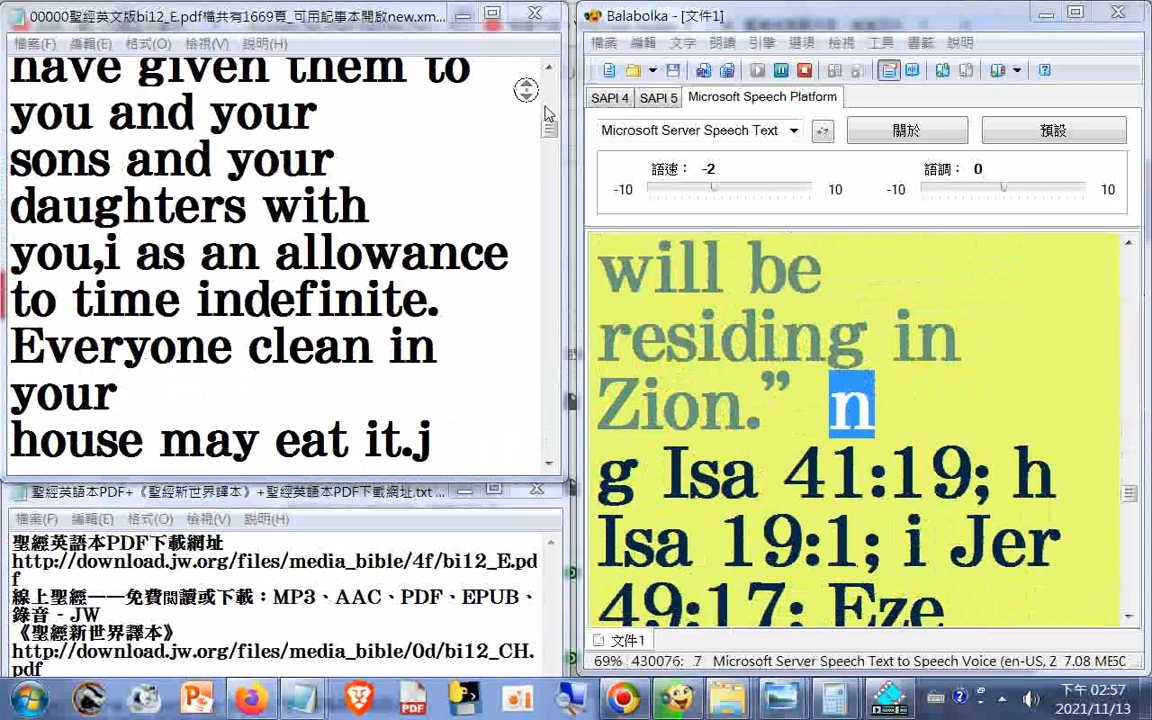 00000聖經英文版bi12_E.pdf檔共有1669頁_可用記事本開啟new.xm...
檔案(F) 編輯(E) 格式(O) 檢視(V) 說明(H)
have given them to
you and your
sons and your
daughters with
you,i as an allowance
to time indefinite.
Everyone clean in
your
house may eat it.j
聖經英語本PDF+《聖經新世界譯本》+聖經英語本PDF下載網址.txt ...
檔案(F) 編輯(E) 格式(O) 檢視(V) 說明(H)
聖經英語本PDF下載網址
http://download.jw.org/files/media_bible/4f/bi12_E.pd
f
線上聖經——免費閱讀或下載：MP3、AAC、PDF、EPUB、
錄音 - JW
《聖經新世界譯本》
http://download.jw.org/files/media_bible/0d/bi12_CH.
pdf
Balabolka - [文件1]
檔案 編輯 文字 朗讀 引擎 選項 檢視 工具 書籤 說明
SAPI 4 SAPI 5 Microsoft Speech Platform
Microsoft Server Speech Text 關於 預設
語速： -2 語調： 0
-10 10 -10 10
will be
residing in
Zion.” n
g Isa 41:19; h
Isa 19:1; i Jer
49:17; Eze
文件1
69% 430076: 7 Microsoft Server Speech Text to Speech Voice (en-US, 2 7.08 МБ
PDF
下午 02:57
2021/11/13